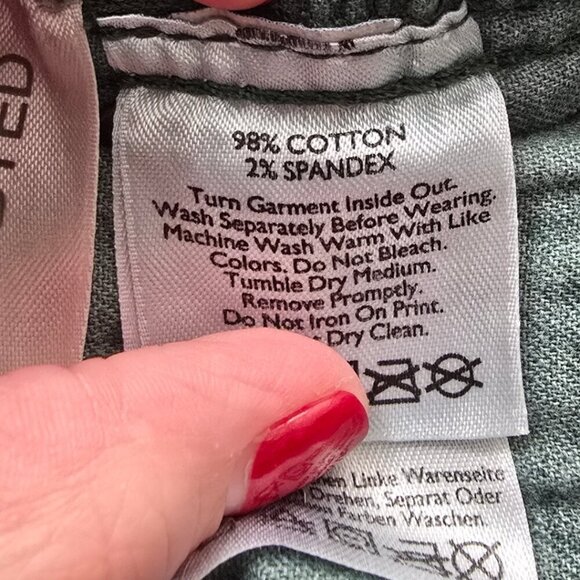 98% COTTON
2% SPANDEX
Turn Garment Inside Out.
Wash Separately Before Wearing.
Machine Wash Warm With Like
Colors. Do Not Bleach.
Tumble Dry Medium.
Remove Promptly.
Do Not Iron On Print.
Dry Clean.
Linke Warenseite
Drehen, Separat Oder
Farben Waschen.